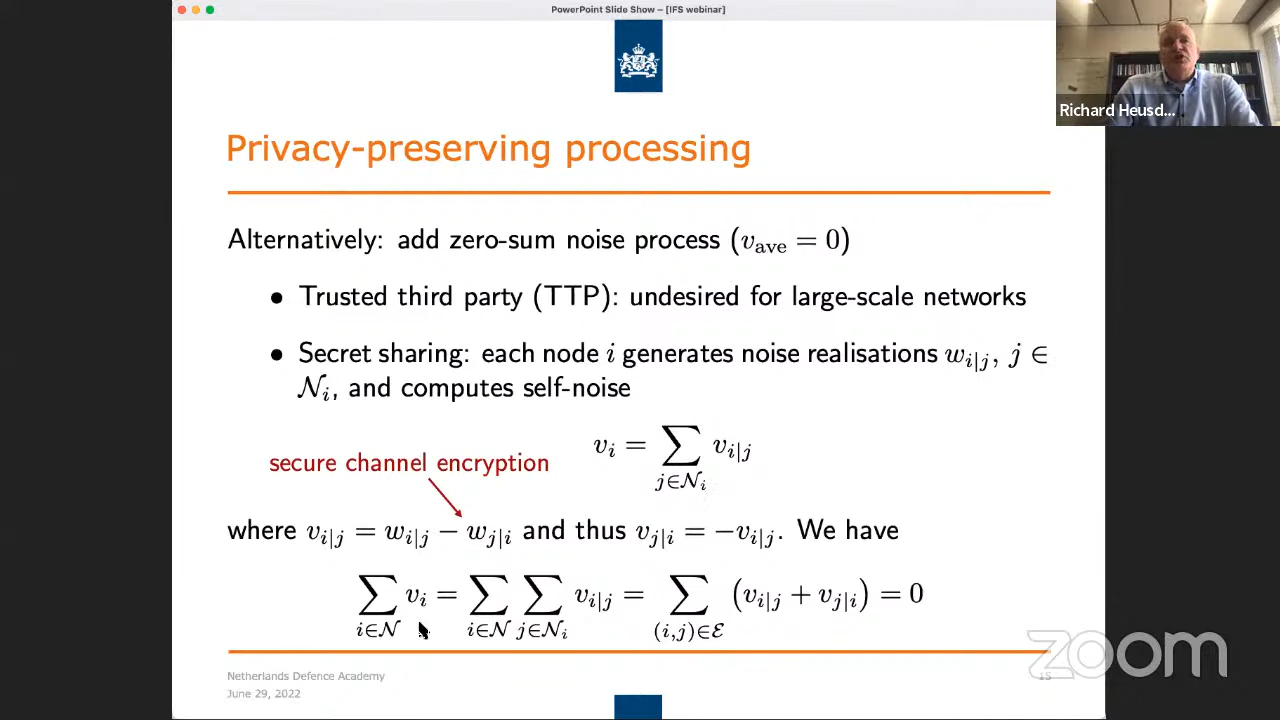 PowerPoint Slide Show – [IFS webinar]
Richard Heusd...
Privacy-preserving processing
Alternatively: add zero-sum noise process (v_ave = 0)
• Trusted third party (TTP): undesired for large-scale networks
• Secret sharing: each node i generates noise realisations w_{i|j}, j ∈
𝒩_i, and computes self-noise
v_i = ∑_{j∈𝒩_i} v_{i|j}
secure channel encryption
where v_{i|j} = w_{i|j} − w_{j|i} and thus v_{j|i} = −v_{i|j}. We have
∑_{i∈𝒩} v_i = ∑_{i∈𝒩} ∑_{j∈𝒩_i} v_{i|j} = ∑_{(i,j)∈ℰ} (v_{i|j} + v_{j|i}) = 0
zoom
Netherlands Defence Academy
15
June 29, 2022